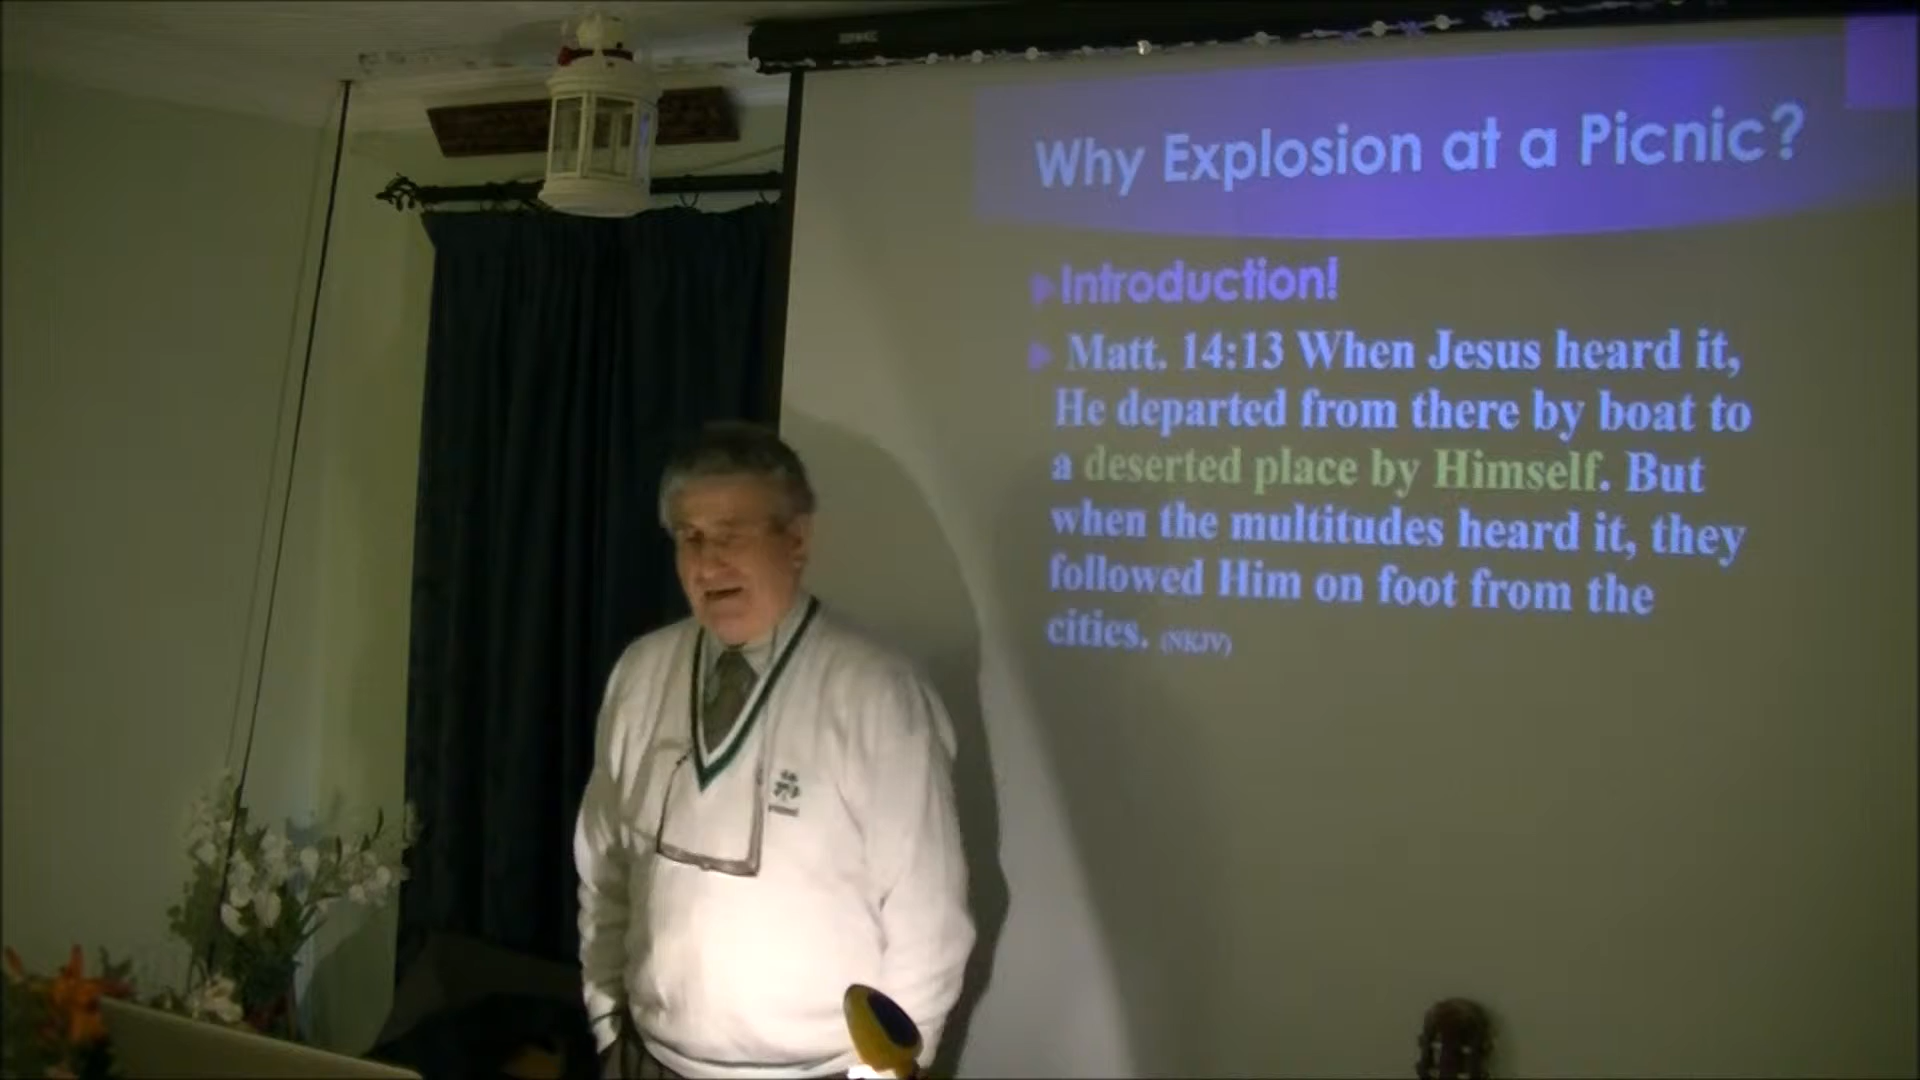 Why Explosion at a Picnic?
Introduction!
Matt. 14:13 When Jesus heard it,
He departed from there by boat to
a deserted place by Himself. But
when the multitudes heard it, they
followed Him on foot from the
cities. (NKJV)